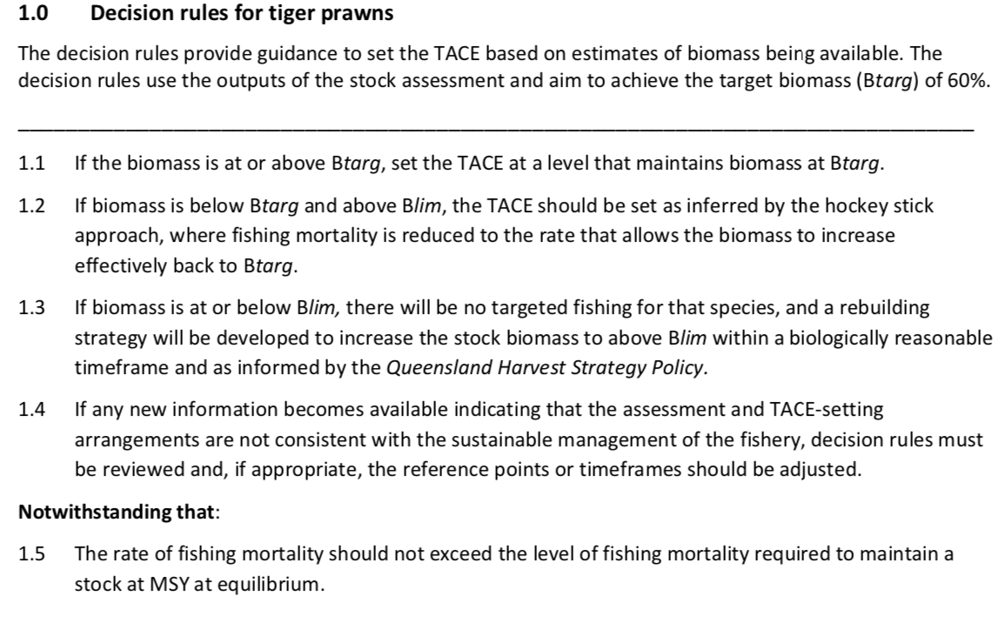 1.0 Decision rules for tiger prawns
The decision rules provide guidance to set the TACE based on estimates of biomass being available. The
decision rules use the outputs of the stock assessment and aim to achieve the target biomass (Btarg) of 60%.
1.1 If the biomass is at or above Btarg, set the TACE at a level that maintains biomass at Btarg.
1.2 If biomass is below Btarg and above Blim, the TACE should be set as inferred by the hockey stick
approach, where fishing mortality is reduced to the rate that allows the biomass to increase
effectively back to Btarg.
1.3 If biomass is at or below Blim, there will be no targeted fishing for that species, and a rebuilding
strategy will be developed to increase the stock biomass to above Blim within a biologically reasonable
timeframe and as informed by the Queensland Harvest Strategy Policy.
1.4 If any new information becomes available indicating that the assessment and TACE-setting
arrangements are not consistent with the sustainable management of the fishery, decision rules must
be reviewed and, if appropriate, the reference points or timeframes should be adjusted.
Notwithstanding that:
1.5 The rate of fishing mortality should not exceed the level of fishing mortality required to maintain a
stock at MSY at equilibrium.